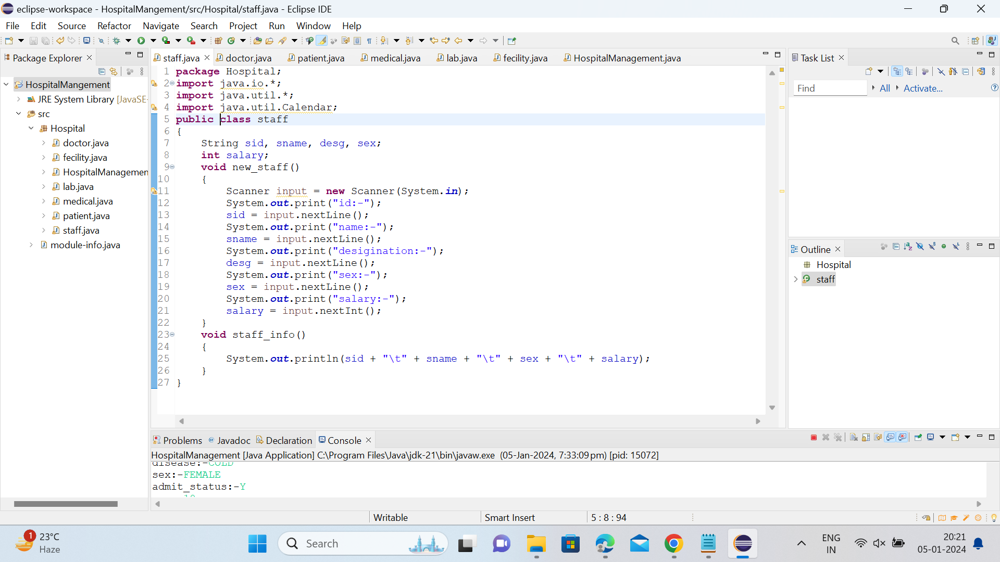 eclipse-workspace - HospitalMangement/src/Hospital/staff.java - Eclipse IDE
File Edit Source Refactor Navigate Search Project Run Window Help
Package Explorer
HospitalMangement
JRE System Library [JavaSE-
src
Hospital
doctor.java
fecility.java
HospitalManagemen
lab.java
medical.java
patient.java
staff.java
module-info.java
staff.java doctor.java patient.java medical.java lab.java fecility.java HospitalManagement.java
1 package Hospital;
2 import java.io.*;
3 import java.util.*;
4 import java.util.Calendar;
5 public class staff
6 {
7 String sid, sname, desg, sex;
8 int salary;
9 void new_staff()
10 {
11 Scanner input = new Scanner(System.in);
12 System.out.print("id:-");
13 sid = input.nextLine();
14 System.out.print("name:-");
15 sname = input.nextLine();
16 System.out.print("desigination:-");
17 desg = input.nextLine();
18 System.out.print("sex:-");
19 sex = input.nextLine();
20 System.out.print("salary:-");
21 salary = input.nextInt();
22 }
23 void staff_info()
24 {
25 System.out.println(sid + "\t" + sname + "\t" + sex + "\t" + salary);
26 }
27 }
Task List
Find All Activate...
Outline
Hospital
staff
Problems Javadoc Declaration Console
HospitalManagement [Java Application] C:\Program Files\Java\jdk-21\bin\javaw.exe (05-Jan-2024, 7:33:09 pm) [pid: 15072]
disease:-COLD
sex:-FEMALE
admit_status:-Y
Writable Smart Insert 5 : 8 : 94
1
23°C
Haze
Search
ENG
IN
20:21
05-01-2024